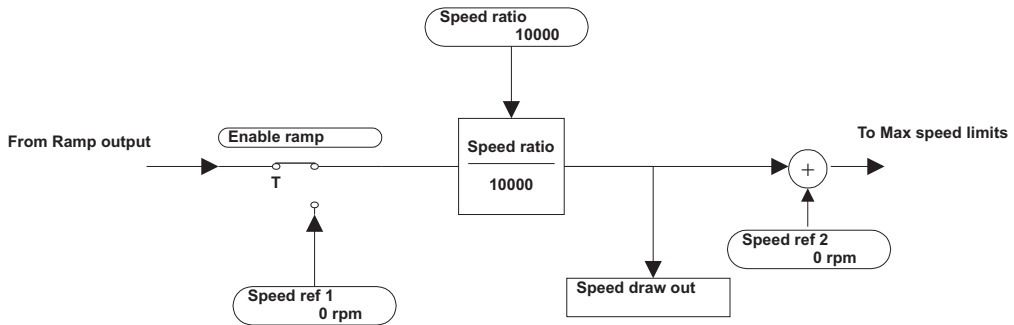 Speed ratio
10000
From Ramp output
Enable ramp
T
Speed ratio
10000
To Max speed limits
+
Speed ref 2
0 rpm
Speed ref 1
0 rpm
Speed draw out